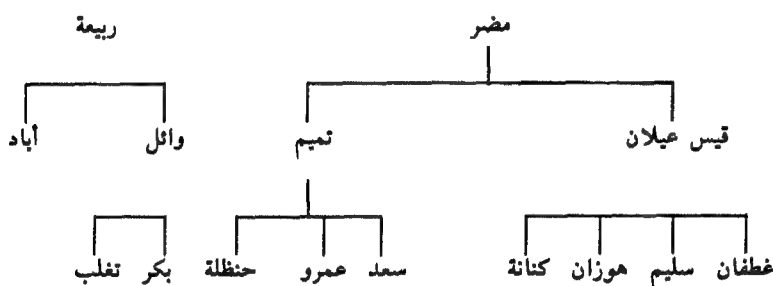 مضر ربيعة
قيس عيلان تميم وائل أباد
غطفان سليم هوزان كنانة سعد عمرو حنظلة بكر تغلب